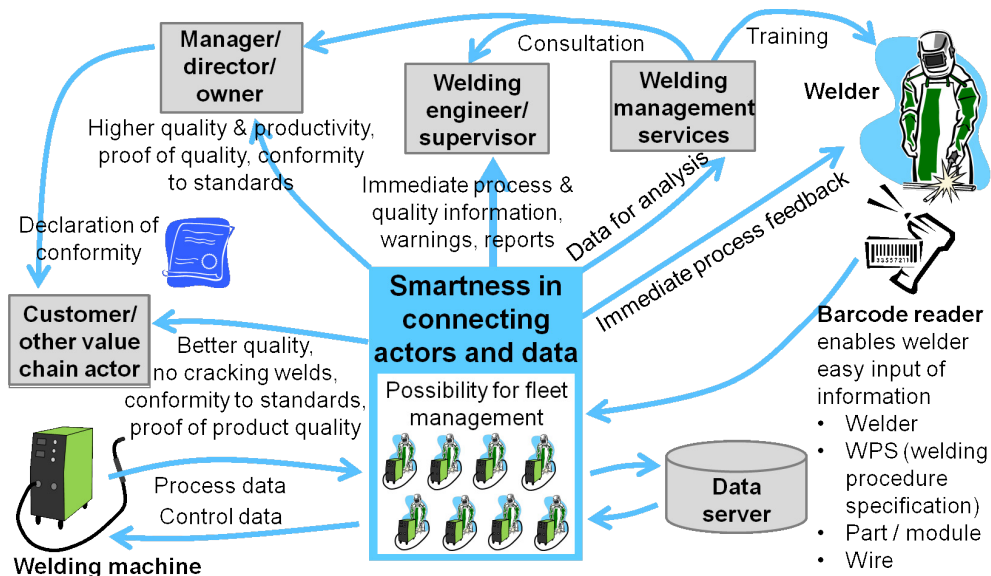 Manager/
director/
owner
Consultation
Training
Welding
engineer/
supervisor
Welding
management
services
Welder
Higher quality & productivity,
proof of quality, conformity
to standards
Immediate process &
quality information,
warnings, reports
Data for analysis
Immediate process feedback
Declaration of
conformity
33557211
Customer/
other value
chain actor
Smartness in
connecting
actors and data
Barcode reader
enables welder
easy input of
information
• Welder
• WPS (welding
procedure
specification)
• Part / module
• Wire
Better quality,
no cracking welds,
conformity to standards,
proof of product quality
Possibility for fleet
management
Process data
Control data
Data
server
Welding machine